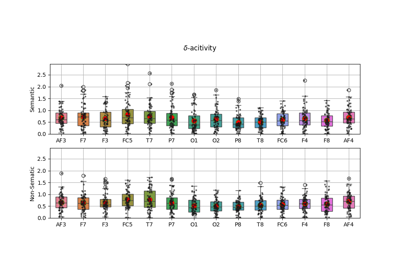 δ-acitivity
Semantic
2.5
2.0
1.5
1.0
0.5
0.0
AF3 F7 F3 FC5 T7 P7 O1 O2 P8 T8 FC6 F4 F8 AF4
Non-Semantic
2.5
2.0
1.5
1.0
0.5
0.0
AF3 F7 F3 FC5 T7 P7 O1 O2 P8 T8 FC6 F4 F8 AF4